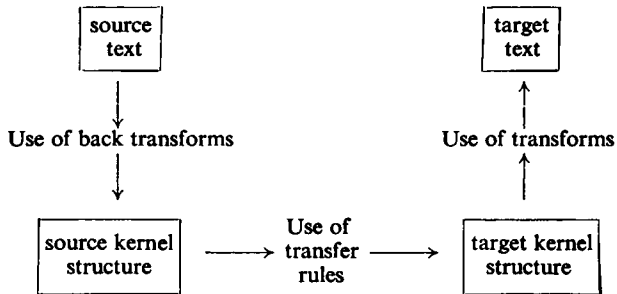 source
text
target
text
Use of back transforms
Use of transforms
source kernel
structure
Use of
transfer
rules
target kernel
structure